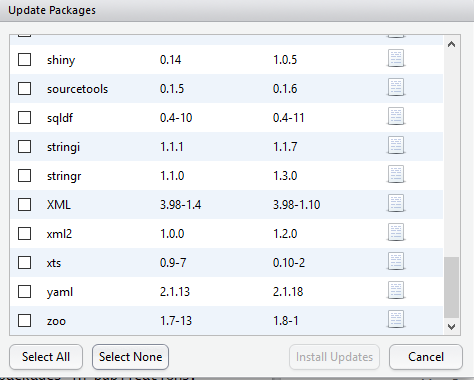 Update Packages
shiny 0.14 1.0.5
sourcetools 0.1.5 0.1.6
sqldf 0.4-10 0.4-11
stringi 1.1.1 1.1.7
stringr 1.1.0 1.3.0
XML 3.98-1.4 3.98-1.10
xml2 1.0.0 1.2.0
xts 0.9-7 0.10-2
yaml 2.1.13 2.1.18
zoo 1.7-13 1.8-1
Select All Select None Install Updates Cancel